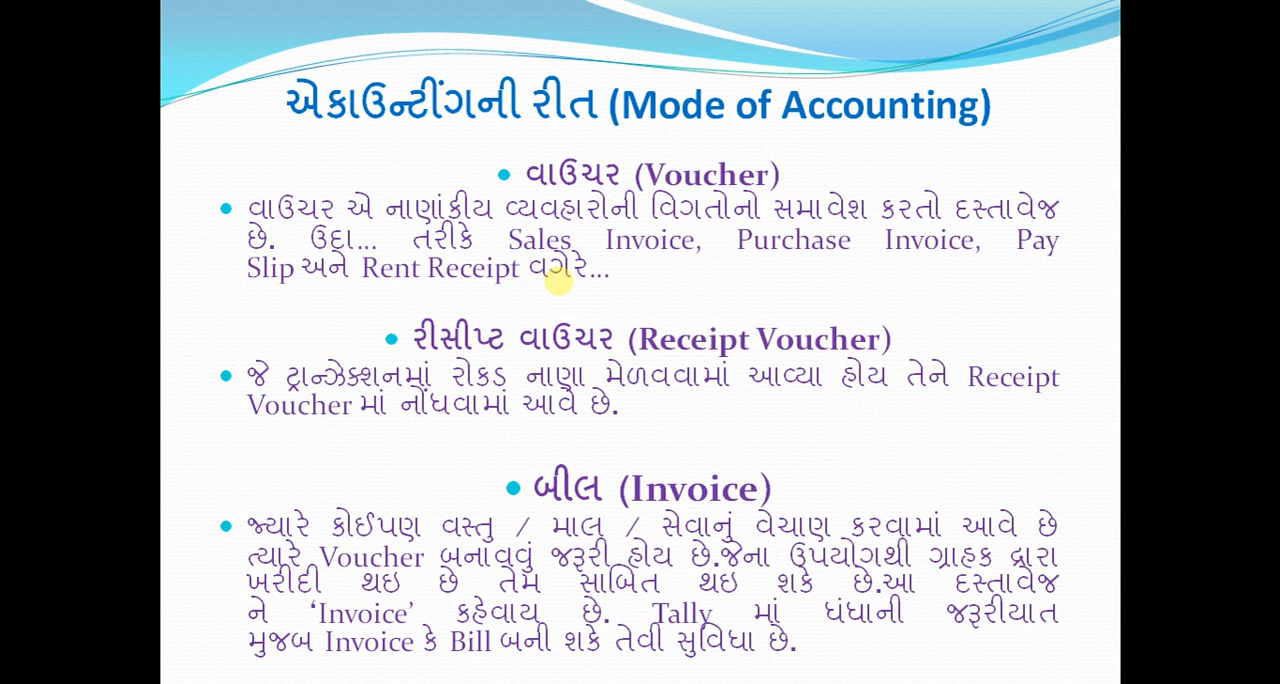 એકાઉન્ટીંગની રીત (Mode of Accounting)
• વાઉચર (Voucher)
• વાઉચર એ નાણાંકીય વ્યવહારોની વિગતોનો સમાવેશ કરતો દસ્તાવેજ
છે. ઉદા... તરીકે Sales Invoice, Purchase Invoice, Pay
Slip અને Rent Receipt વગેરે...
• રીસીપ્ટ વાઉચર (Receipt Voucher)
• જે ટ્રાન્ઝેક્શનમાં રોકડ નાણા મેળવવામાં આવ્યા હોય તેને Receipt
Voucher માં નોંધવામાં આવે છે.
• બીલ (Invoice)
• જ્યારે કોઈપણ વસ્તુ / માલ / સેવાનું વેચાણ કરવામાં આવે છે
ત્યારે Voucher બનાવવું જરૂરી હોય છે.જેના ઉપયોગથી ગ્રાહક દ્વારા
ખરીદી થઇ છે તેમ સાબિત થઇ શકે છે.આ દસ્તાવેજ
ને ‘Invoice’ કહેવાય છે. Tally માં ધંધાની જરૂરીયાત
મુજબ Invoice કે Bill બની શકે તેવી સુવિધા છે.